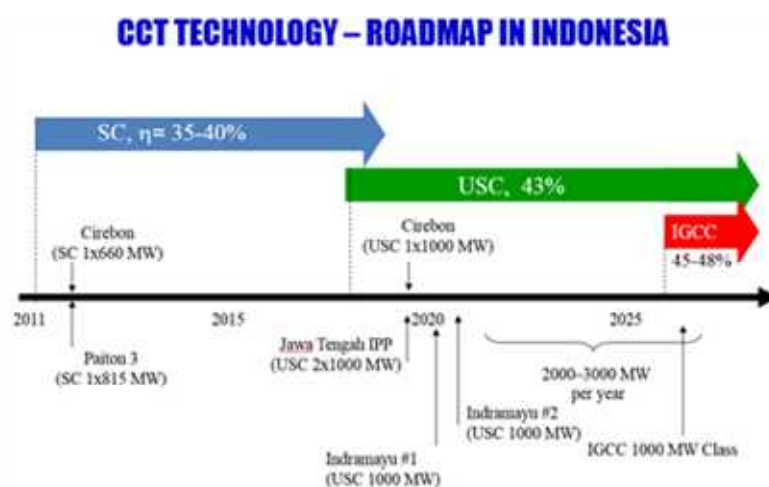 CCT TECHNOLOGY – ROADMAP IN INDONESIA
SC, η= 35-40%
USC, 43%
IGCC
45-48%
Cirebon
(SC 1x660 MW)
Cirebon
(USC 1x1000 MW)
2011
2015
2020
2025
Paiton 3
(SC 1x815 MW)
Jawa Tengah IPP
(USC 2x1000 MW)
2000–3000 MW
per year
Indramayu #2
(USC 1000 MW)
Indramayu #1
(USC 1000 MW)
IGCC 1000 MW Class